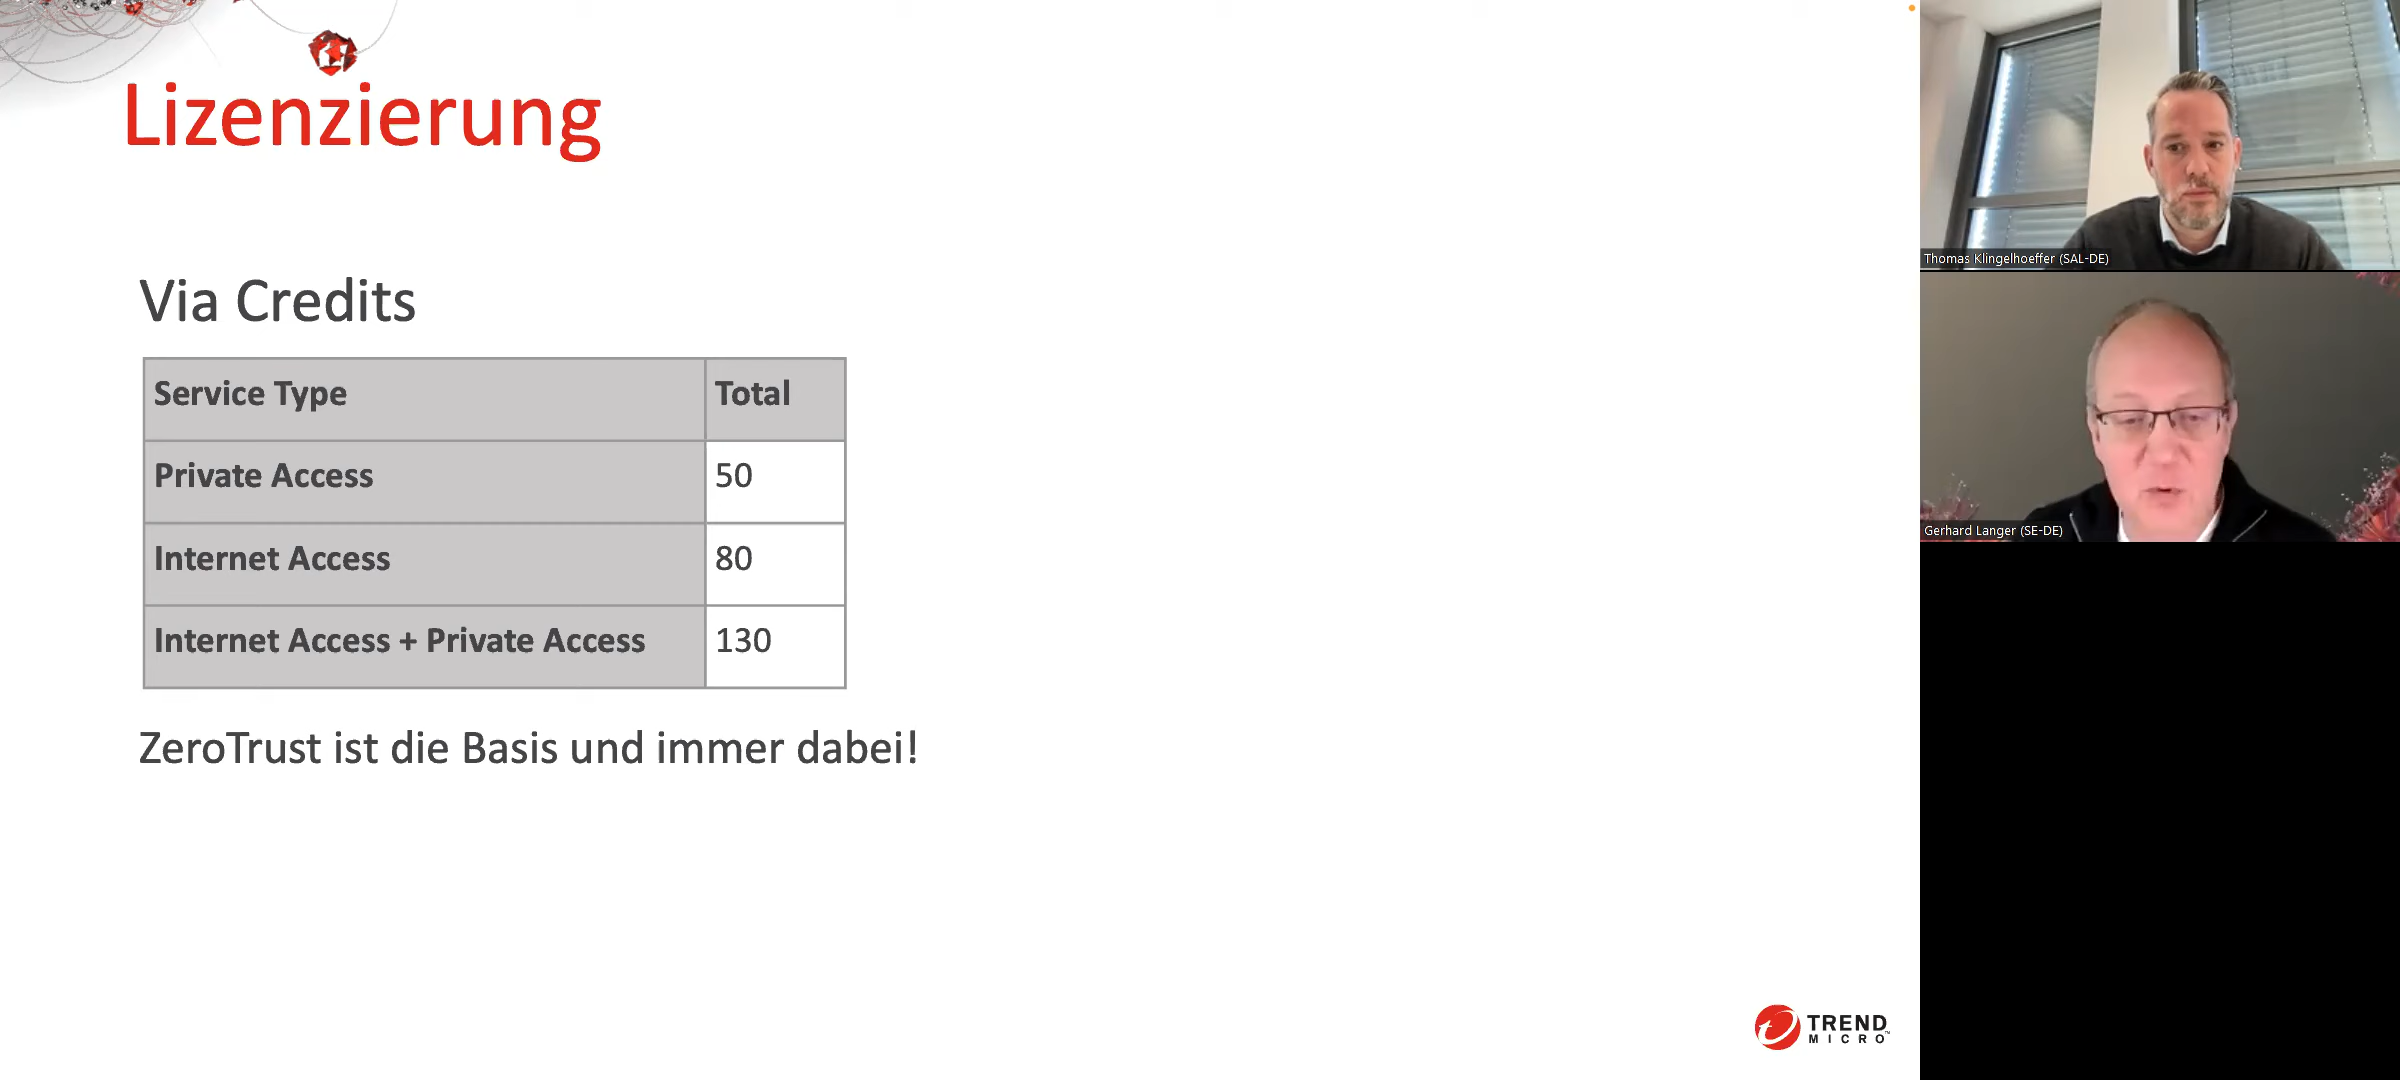 Lizenzierung
Via Credits
Service Type Total
Private Access 50
Internet Access 80
Internet Access + Private Access 130
ZeroTrust ist die Basis und immer dabei!
TREND
MICRO™
Thomas Klingelhoeffer (SAL-DE)
Gerhard Langer (SE-DE)